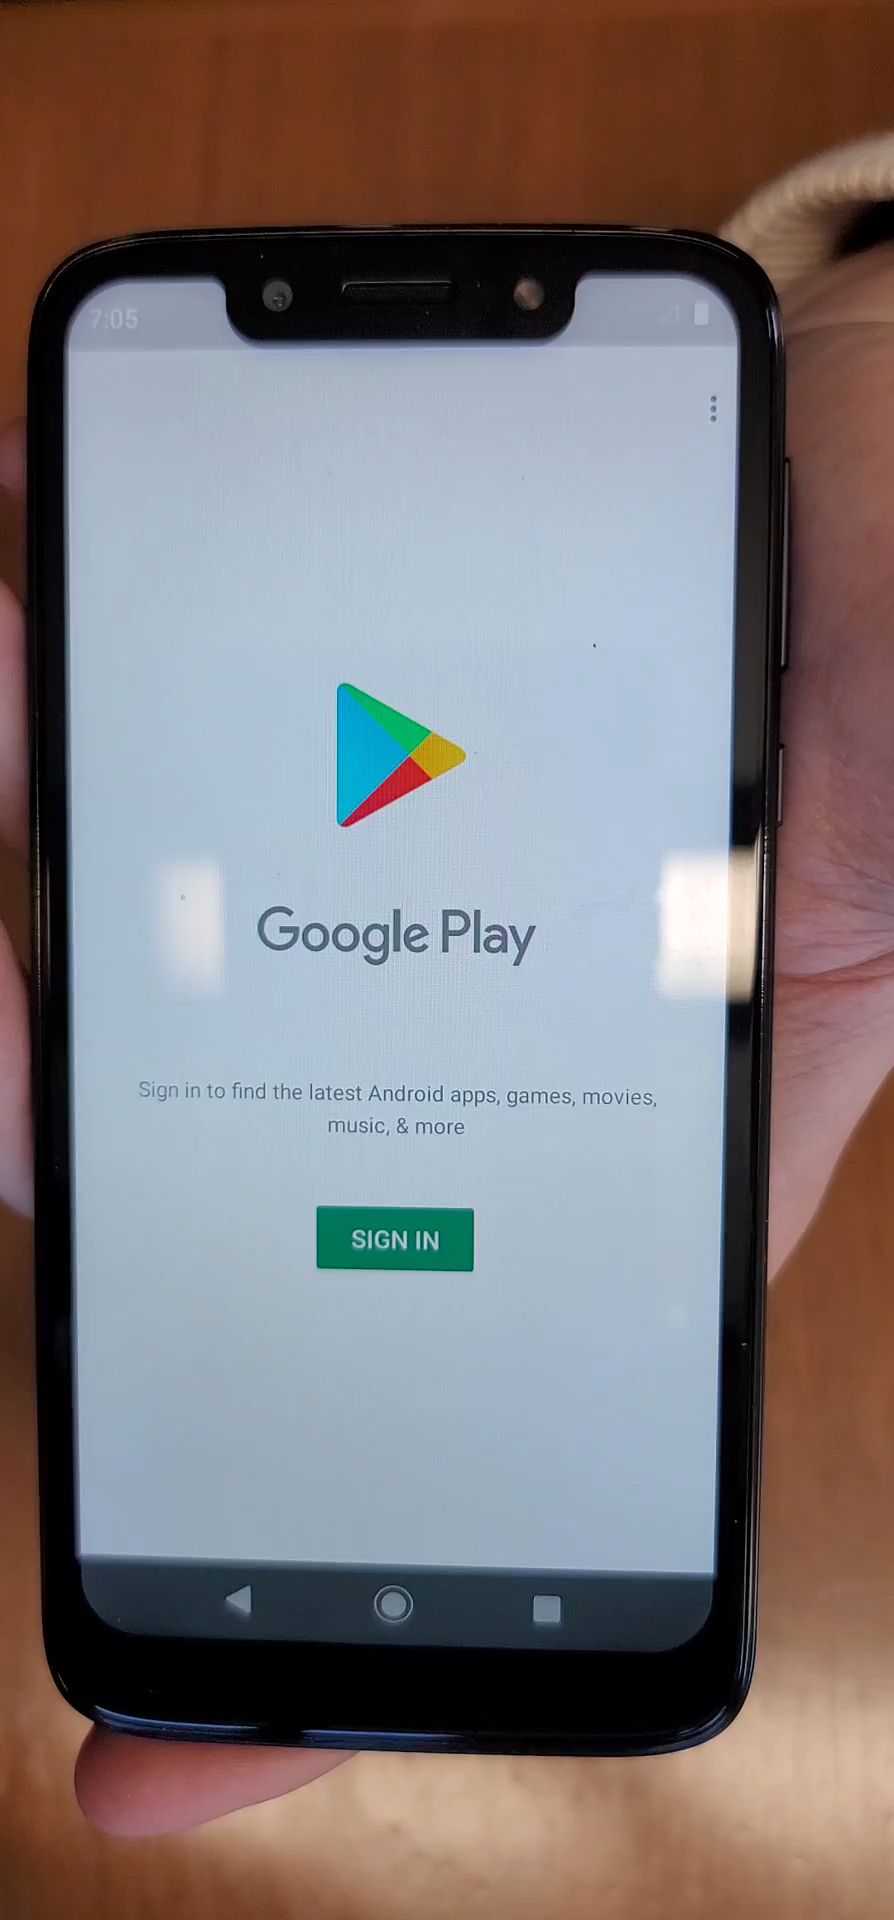 7:05
Google Play
Sign in to find the latest Android apps, games, movies,
music, & more
SIGN IN